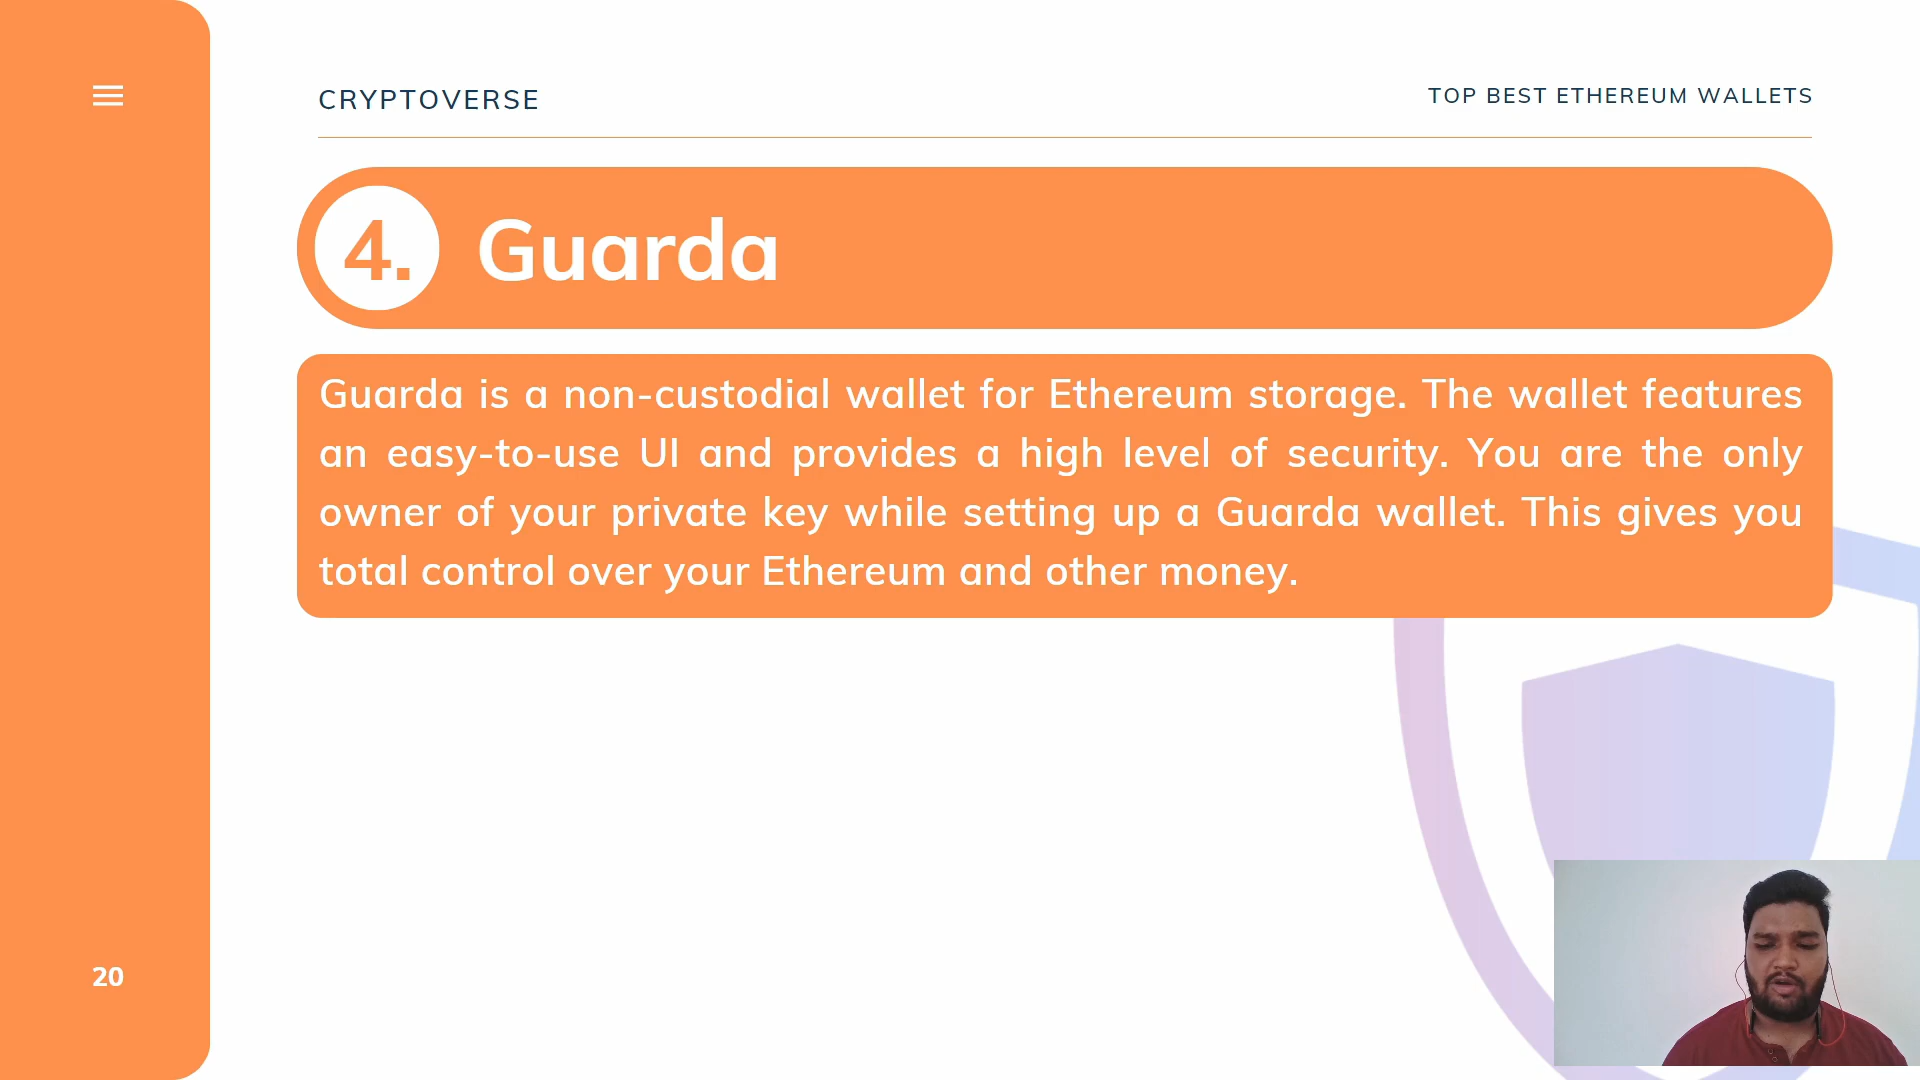 CRYPTOVERSE
TOP BEST ETHEREUM WALLETS
4. Guarda
Guarda is a non-custodial wallet for Ethereum storage. The wallet features
an easy-to-use UI and provides a high level of security. You are the only
owner of your private key while setting up a Guarda wallet. This gives you
total control over your Ethereum and other money.
20